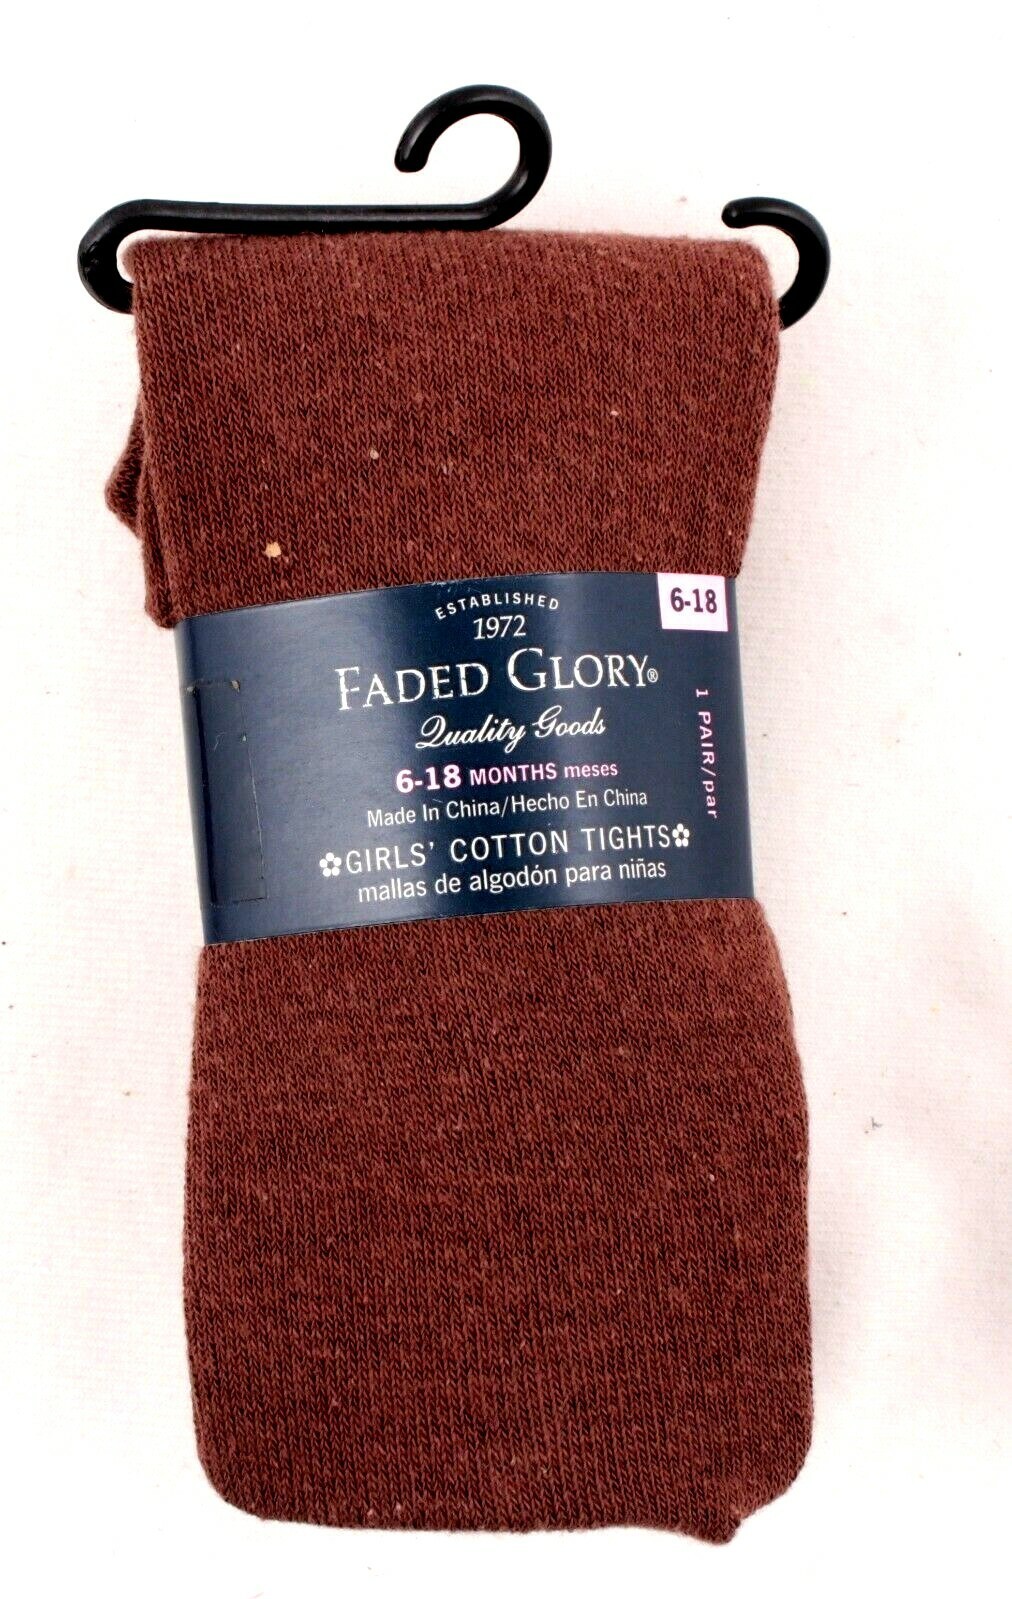 ESTABLISHED
1972
6-18
FADED GLORY®
Quality Goods
6-18 MONTHS meses
Made In China/Hecho En China
GIRLS' COTTON TIGHTS
mallas de algodón para niñas
1 PAIR/par